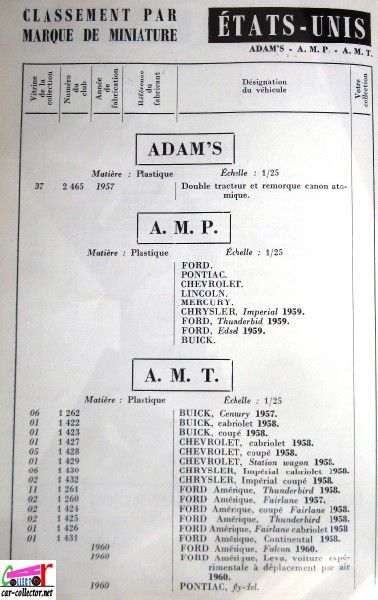 CLASSEMENT PAR
MARQUE DE MINIATURE
ÉTATS-UNIS
ADAM'S - A. M. P. - A. M. T.
Vitrine de la collection
Numéro du club
Année de fabrication
Référence du fabricant
Désignation du véhicule
Votre collection
ADAM'S
Matière : Plastique Échelle : 1/25
37 2 465 1957 Double tracteur et remorque canon ato-
mique.
A. M. P.
Matière : Plastique Échelle : 1/25
FORD.
PONTIAC.
CHEVROLET.
LINCOLN.
MERCURY.
CHRYSLER, Imperial 1959.
FORD, Thunderbid 1959.
FORD, Edsel 1959.
BUICK.
A. M. T.
Matière : Plastique Échelle : 1/25
06 1 262 BUICK, Century 1957.
01 1 422 BUICK, cabriolet 1958.
01 1 423 BUICK, coupé 1958.
01 1 427 CHEVROLET, cabriolet 1958.
05 1 428 CHEVROLET, coupé 1958.
01 1 429 CHEVROLET, Station wagon 1958.
06 1 430 CHRYSLER, Impérial cabriolet 1958.
02 1 432 CHRYSLER, Impérial coupé 1958.
11 1 261 FORD Amérique, Thunderbird 1958.
02 1 260 FORD Amérique, Fairlane 1957.
02 1 424 FORD Amérique, coupé Fairlane 1958.
02 1 425 FORD Amérique, Thunderbird 1958.
01 1 426 FORD Amérique, Fairlane cabriolet 1958
01 1 431 FORD Amérique, Continental 1958.
1960 FORD Amérique, Falcon 1960.
FORD Amérique, Leva, voiture expé-
rimentale à déplacement par air
1960.
1960 PONTIAC,
COLLECTOR
car-collector.net